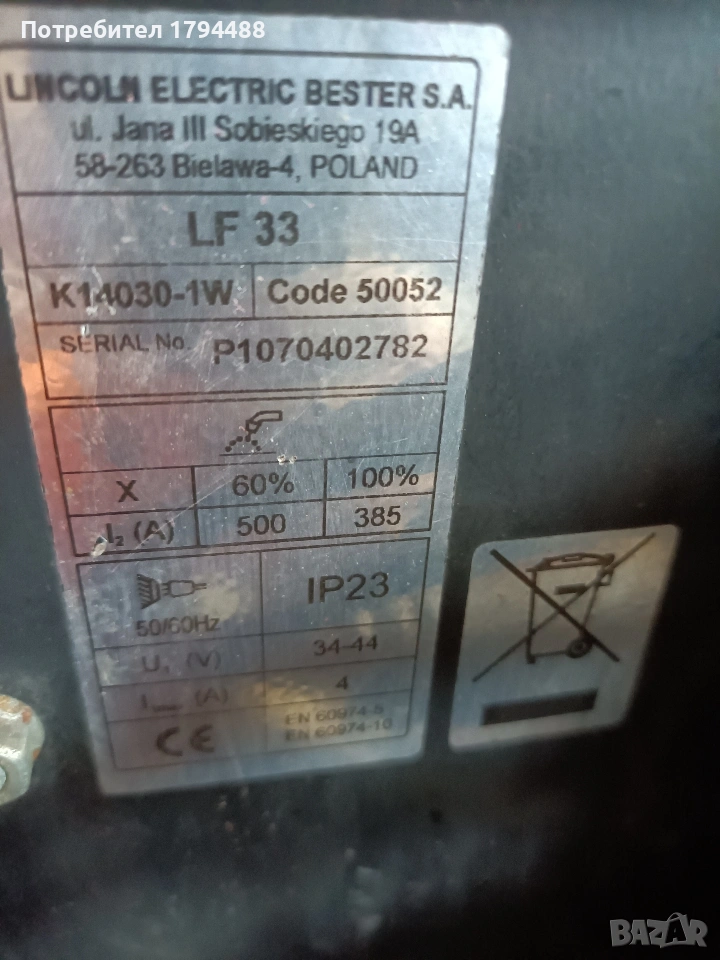 Потребител 1794488
LINCOLN ELECTRIC BESTER S.A.
ul. Jana III Sobieskiego 19A
58-263 Bielawa-4, POLAND
LF 33
K14030-1W Code 50052
SERIAL No. P1070402782
X 60% 100%
I₂ (A) 500 385
50/60Hz IP23
U₁ (V) 34-44
I (A) 4
CE EN 60974-5
EN 60974-10
BAZAR